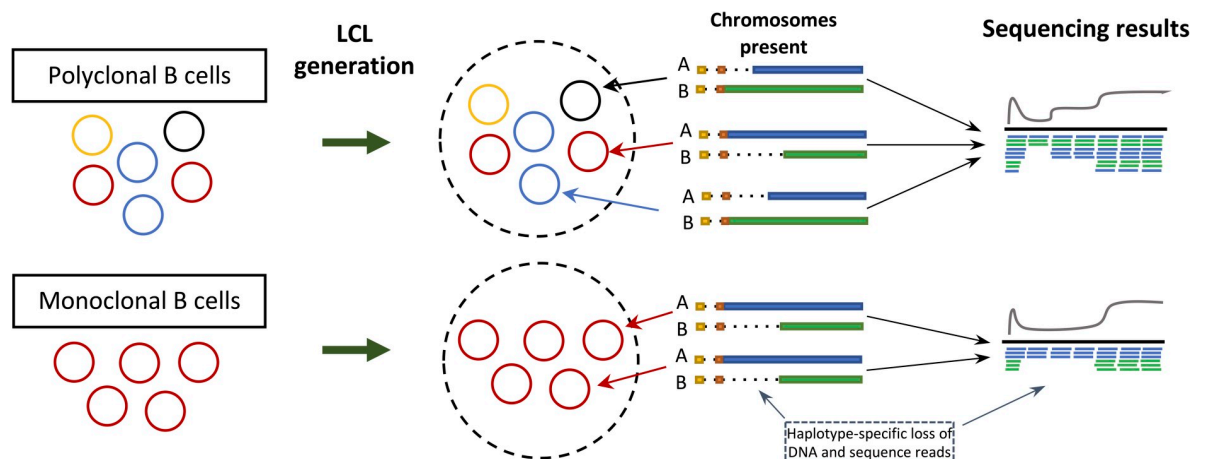 Polyclonal B cells
LCL
generation
Chromosomes
present
Sequencing results
A
B
A
B
A
B
Monoclonal B cells
A
B
A
B
Haplotype-specific loss of
DNA and sequence reads